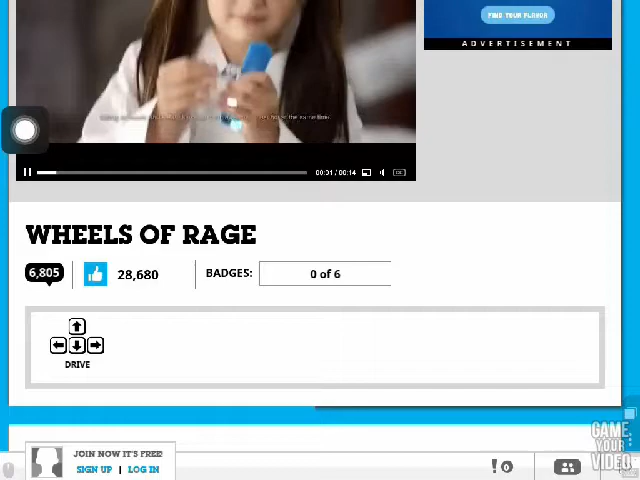 FIND YOUR FLAVOR
ADVERTISEMENT
00:01 / 00:14
WHEELS OF RAGE
6,805
28,680
BADGES:
0 of 6
DRIVE
JOIN NOW IT'S FREE!
SIGN UP | LOG IN
0
GAME
YOUR
VIDEO